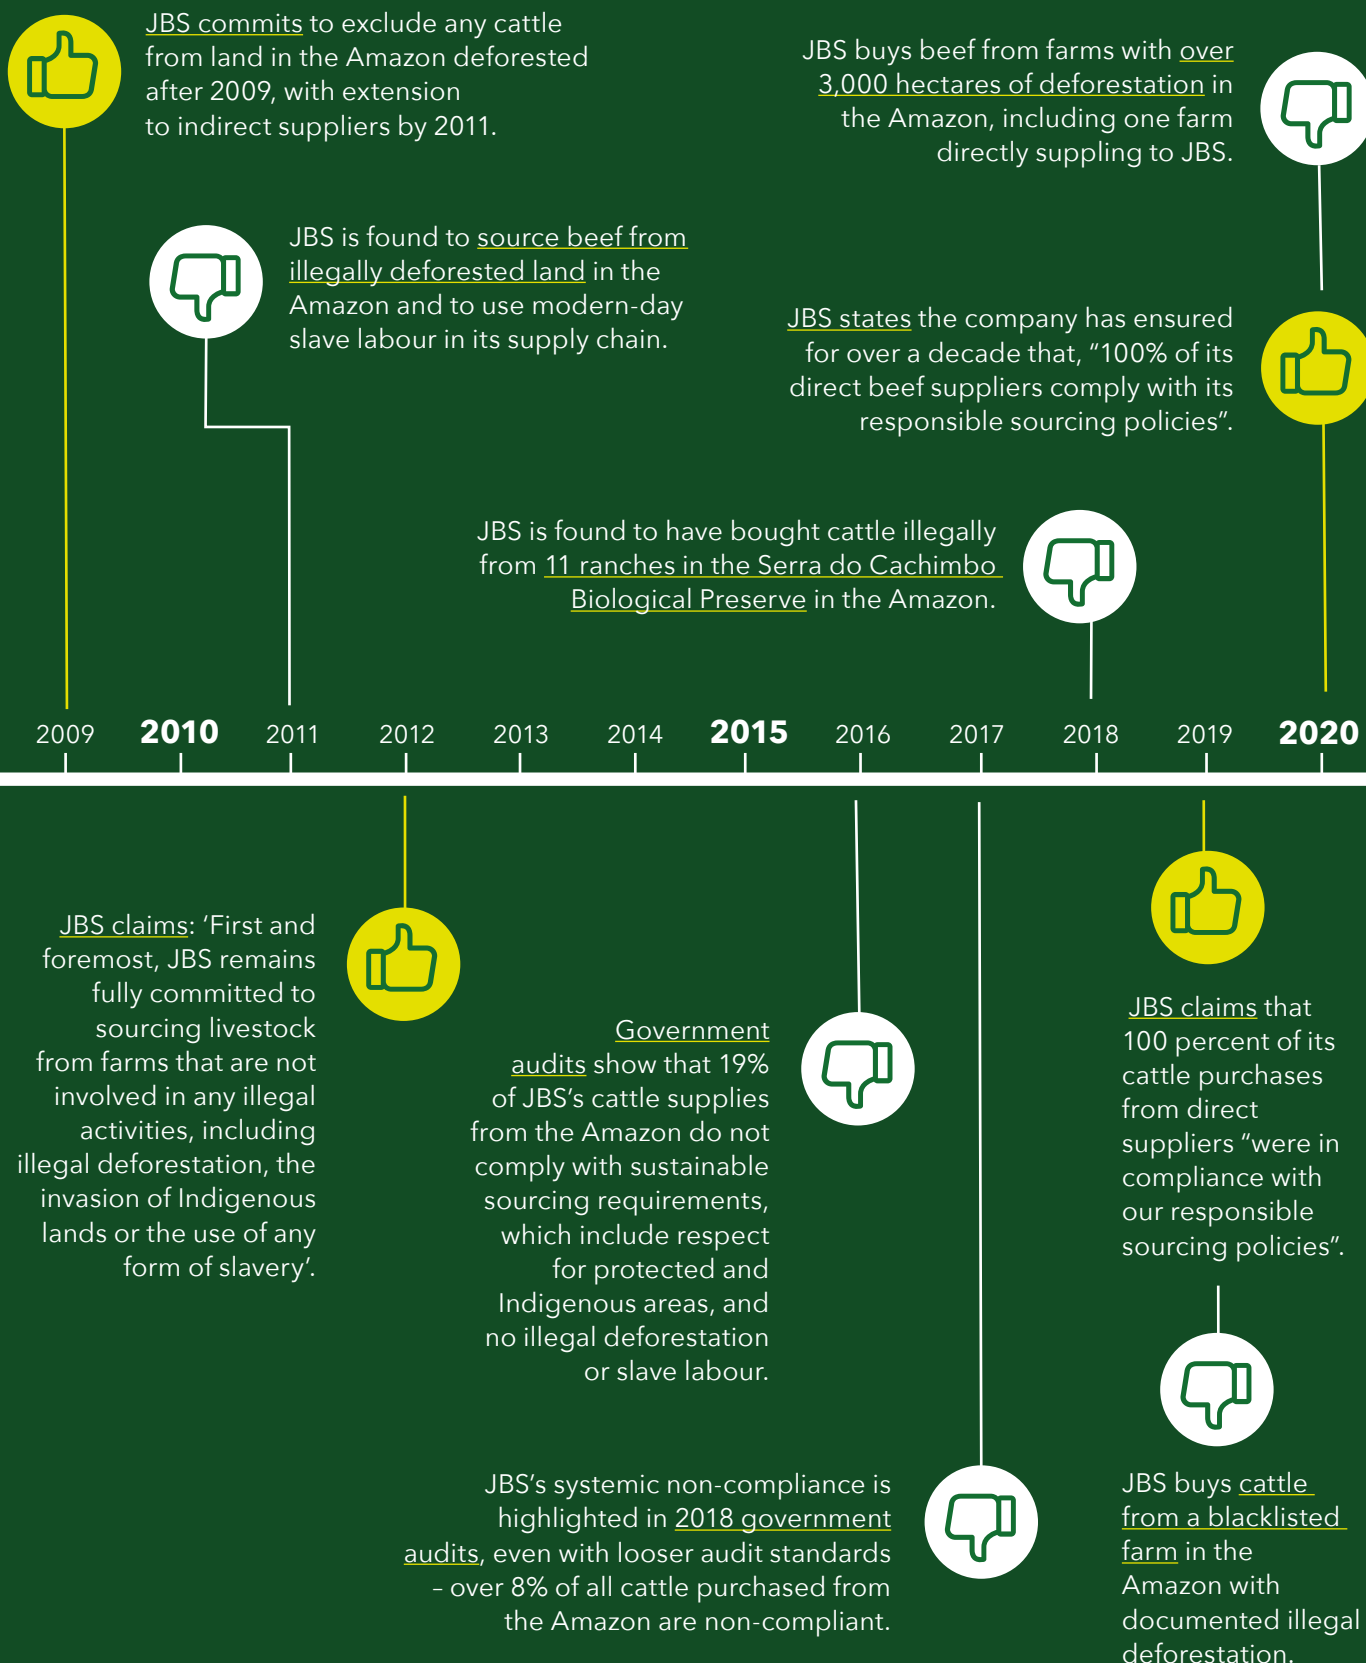 JBS commits to exclude any cattle
from land in the Amazon deforested
after 2009, with extension
to indirect suppliers by 2011.
JBS buys beef from farms with over
3,000 hectares of deforestation in
the Amazon, including one farm
directly suppling to JBS.
JBS is found to source beef from
illegally deforested land in the
Amazon and to use modern-day
slave labour in its supply chain.
JBS states the company has ensured
for over a decade that, “100% of its
direct beef suppliers comply with its
responsible sourcing policies”.
JBS is found to have bought cattle illegally
from 11 ranches in the Serra do Cachimbo
Biological Preserve in the Amazon.
2009 2010 2011 2012 2013 2014 2015 2016 2017 2018 2019 2020
JBS claims: ‘First and
foremost, JBS remains
fully committed to
sourcing livestock
from farms that are not
involved in any illegal
activities, including
illegal deforestation, the
invasion of Indigenous
lands or the use of any
form of slavery’.
Government
audits show that 19%
of JBS’s cattle supplies
from the Amazon do not
comply with sustainable
sourcing requirements,
which include respect
for protected and
Indigenous areas, and
no illegal deforestation
or slave labour.
JBS’s systemic non-compliance is
highlighted in 2018 government
audits, even with looser audit standards
– over 8% of all cattle purchased from
the Amazon are non-compliant.
JBS claims that
100 percent of its
cattle purchases
from direct
suppliers “were in
compliance with
our responsible
sourcing policies”.
JBS buys cattle
from a blacklisted
farm in the
Amazon with
documented illegal
deforestation.